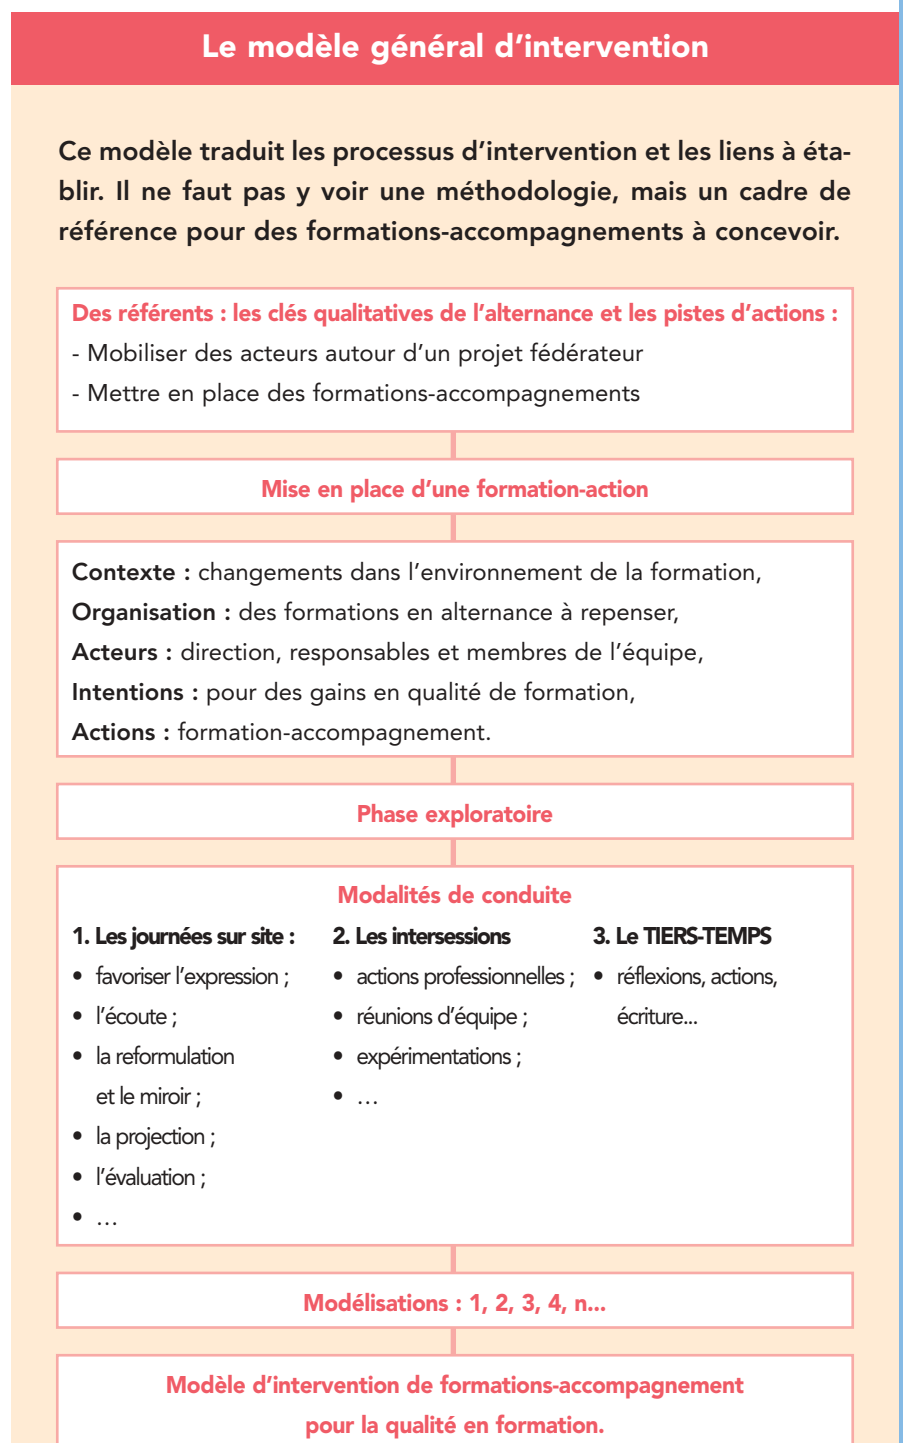 Le modèle général d’intervention
Ce modèle traduit les processus d’intervention et les liens à éta-
blir. Il ne faut pas y voir une méthodologie, mais un cadre de
référence pour des formations-accompagnements à concevoir.
Des référents : les clés qualitatives de l’alternance et les pistes d’actions :
- Mobiliser des acteurs autour d’un projet fédérateur
- Mettre en place des formations-accompagnements
Mise en place d’une formation-action
Contexte : changements dans l’environnement de la formation,
Organisation : des formations en alternance à repenser,
Acteurs : direction, responsables et membres de l’équipe,
Intentions : pour des gains en qualité de formation,
Actions : formation-accompagnement.
Phase exploratoire
Modalités de conduite
1. Les journées sur site :
• favoriser l’expression ;
• l’écoute ;
• la reformulation
et le miroir ;
• la projection ;
• l’évaluation ;
• …
2. Les intersessions
• actions professionnelles ;
• réunions d’équipe ;
• expérimentations ;
• …
3. Le TIERS-TEMPS
• réflexions, actions,
écriture...
Modélisations : 1, 2, 3, 4, n...
Modèle d’intervention de formations-accompagnement
pour la qualité en formation.